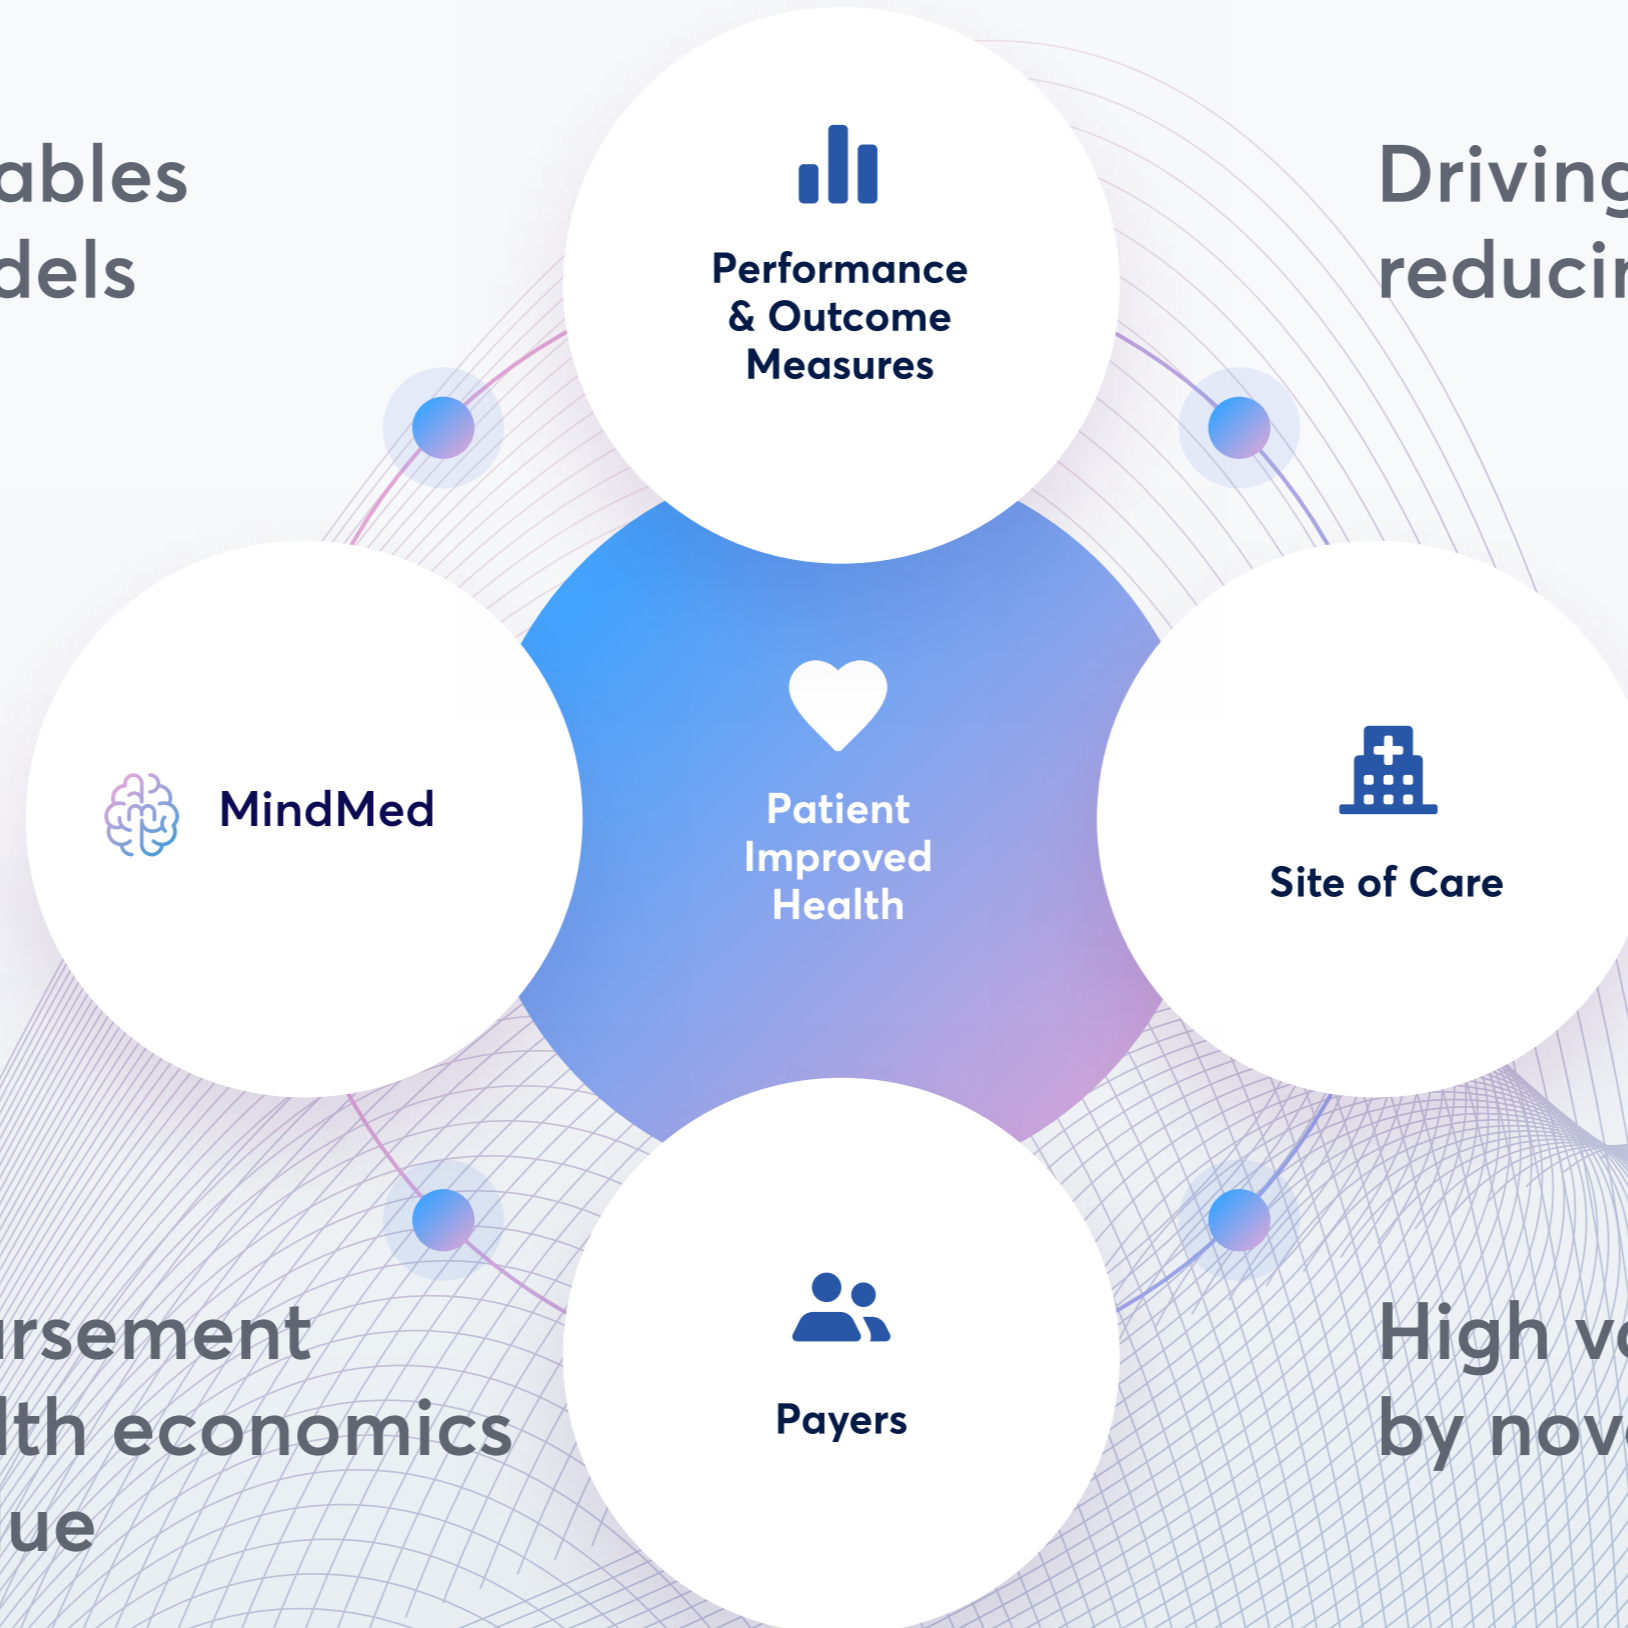 ables
dels
Driving
reducin
Performance
& Outcome
Measures
MindMed
Patient
Improved
Health
Site of Care
Payers
rsement
lth economics
ue
High va
by nov